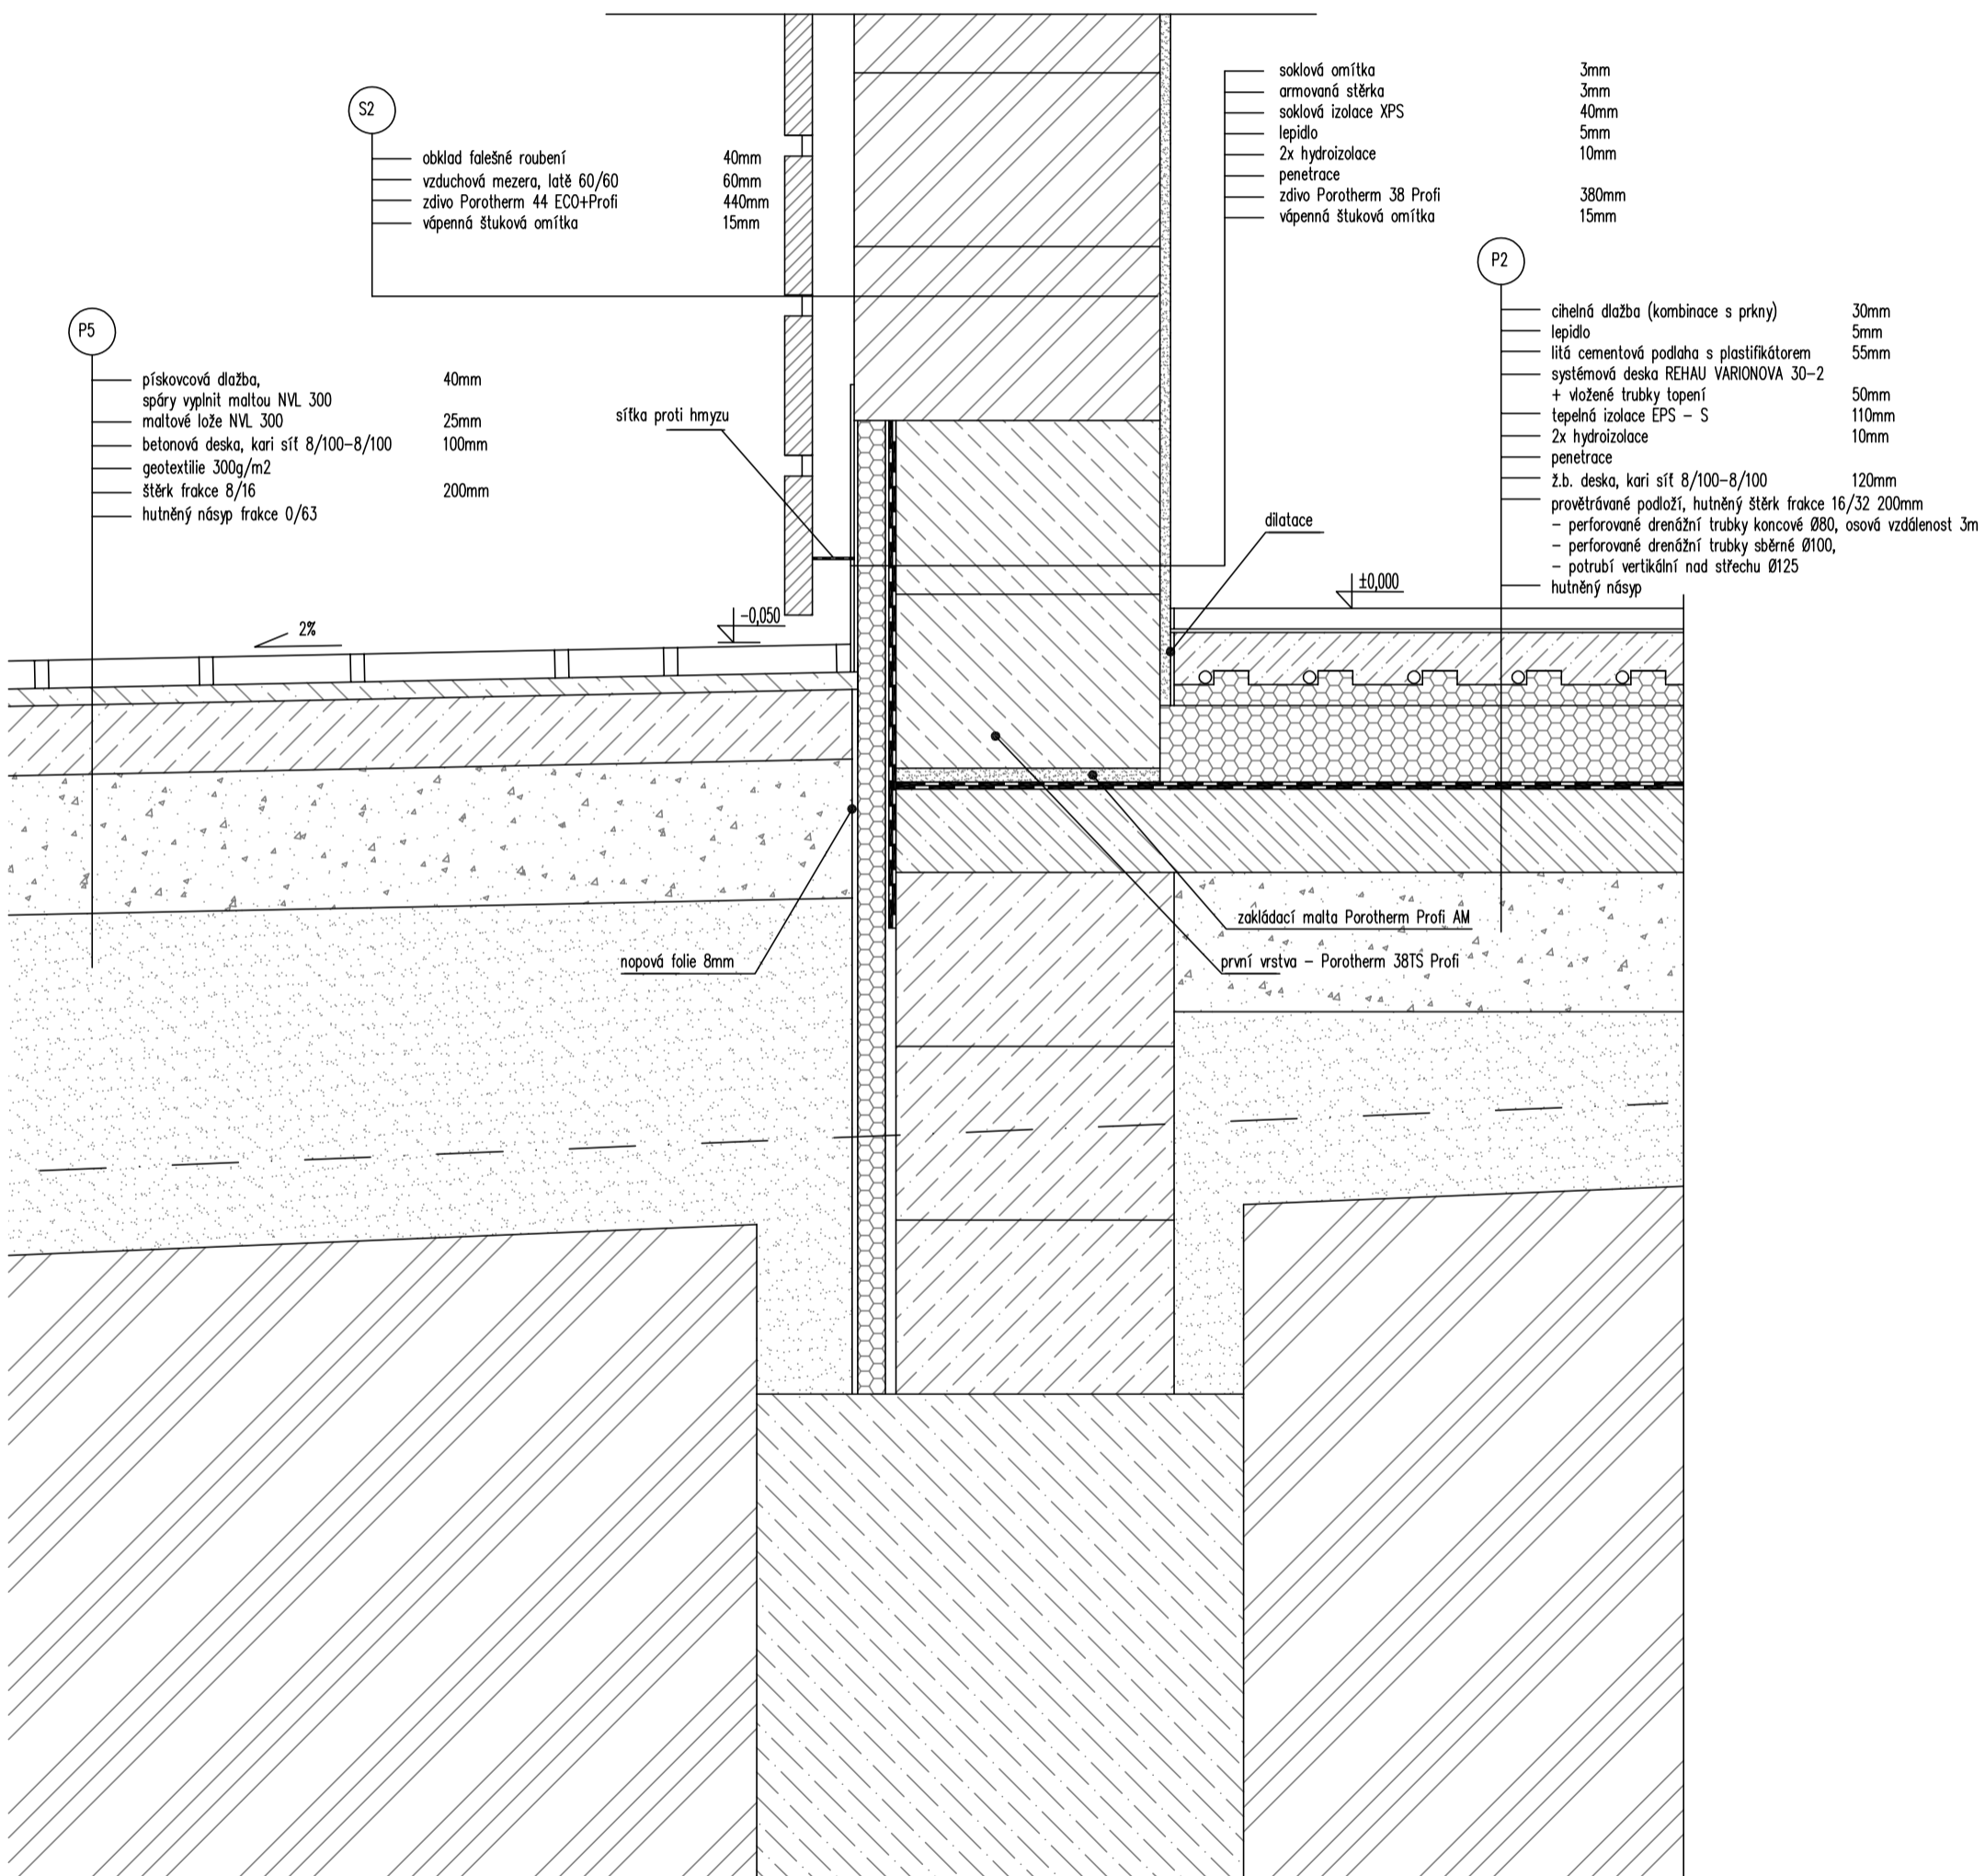 S2
obklad falešné roubení 40mm
vzduchová mezera, latě 60/60 60mm
zdivo Porotherm 44 ECO+Profi 440mm
vápenná štuková omítka 15mm
soklová omítka 3mm
armovaná stěrka 3mm
soklová izolace XPS 40mm
lepidlo 5mm
2x hydroizolace 10mm
penetrace
zdivo Porotherm 38 Profi 380mm
vápenná štuková omítka 15mm
P2
cihelná dlažba (kombinace s prkny) 30mm
lepidlo 5mm
litá cementová podlaha s plastifikátorem 55mm
systémová deska REHAU VARIONOVA 30-2
+ vložené trubky topení 50mm
tepelná izolace EPS - S 110mm
2x hydroizolace 10mm
penetrace
ž.b. deska, kari síť 8/100-8/100 120mm
provětrávané podloží, hutněný štěrk frakce 16/32 200mm
- perforované drenážní trubky koncové Ø80, osová vzdálenost 3m
- perforované drenážní trubky sběrné Ø100,
- potrubí vertikální nad střechu Ø125
hutněný násyp
P5
pískovcová dlažba, 40mm
spáry vyplnit maltou NVL 300
maltové lože NVL 300 25mm
betonová deska, kari síť 8/100-8/100 100mm
geotextilie 300g/m2
štěrk frakce 8/16 200mm
hutněný násyp frakce 0/63
síťka proti hmyzu
dilatace
±0,000
-0,050
2%
zakládací malta Porotherm Profi AM
nopová folie 8mm
první vrstva - Porotherm 38TS Profi